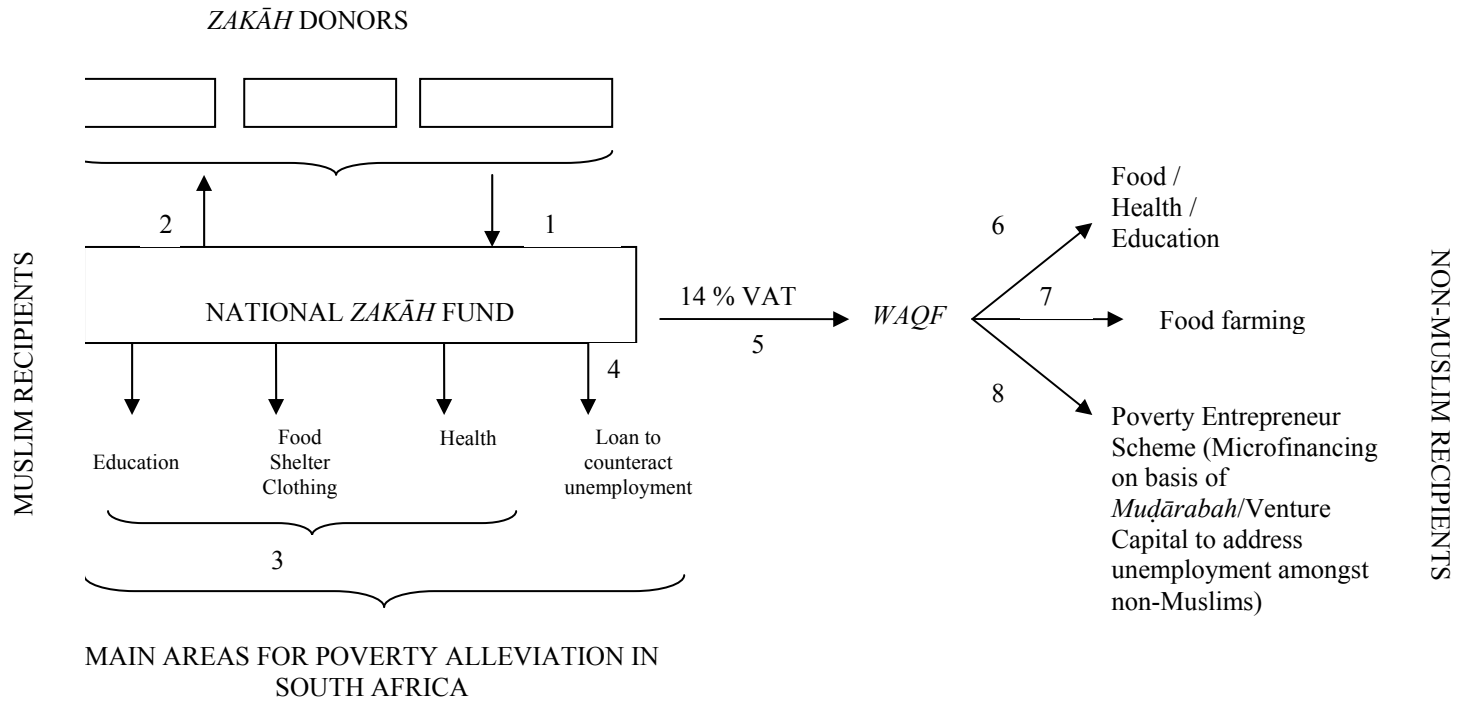 ZAKĀH DONORS
2
1
NATIONAL ZAKĀH FUND
14 % VAT
5
WAQF
6
7
8
Food /
Health /
Education
Food farming
Poverty Entrepreneur
Scheme (Microfinancing
on basis of
Muḍārabah/Venture
Capital to address
unemployment amongst
non-Muslims)
4
Education
Food
Shelter
Clothing
Health
Loan to
counteract
unemployment
3
MAIN AREAS FOR POVERTY ALLEVIATION IN
SOUTH AFRICA
MUSLIM RECIPIENTS
NON-MUSLIM RECIPIENTS